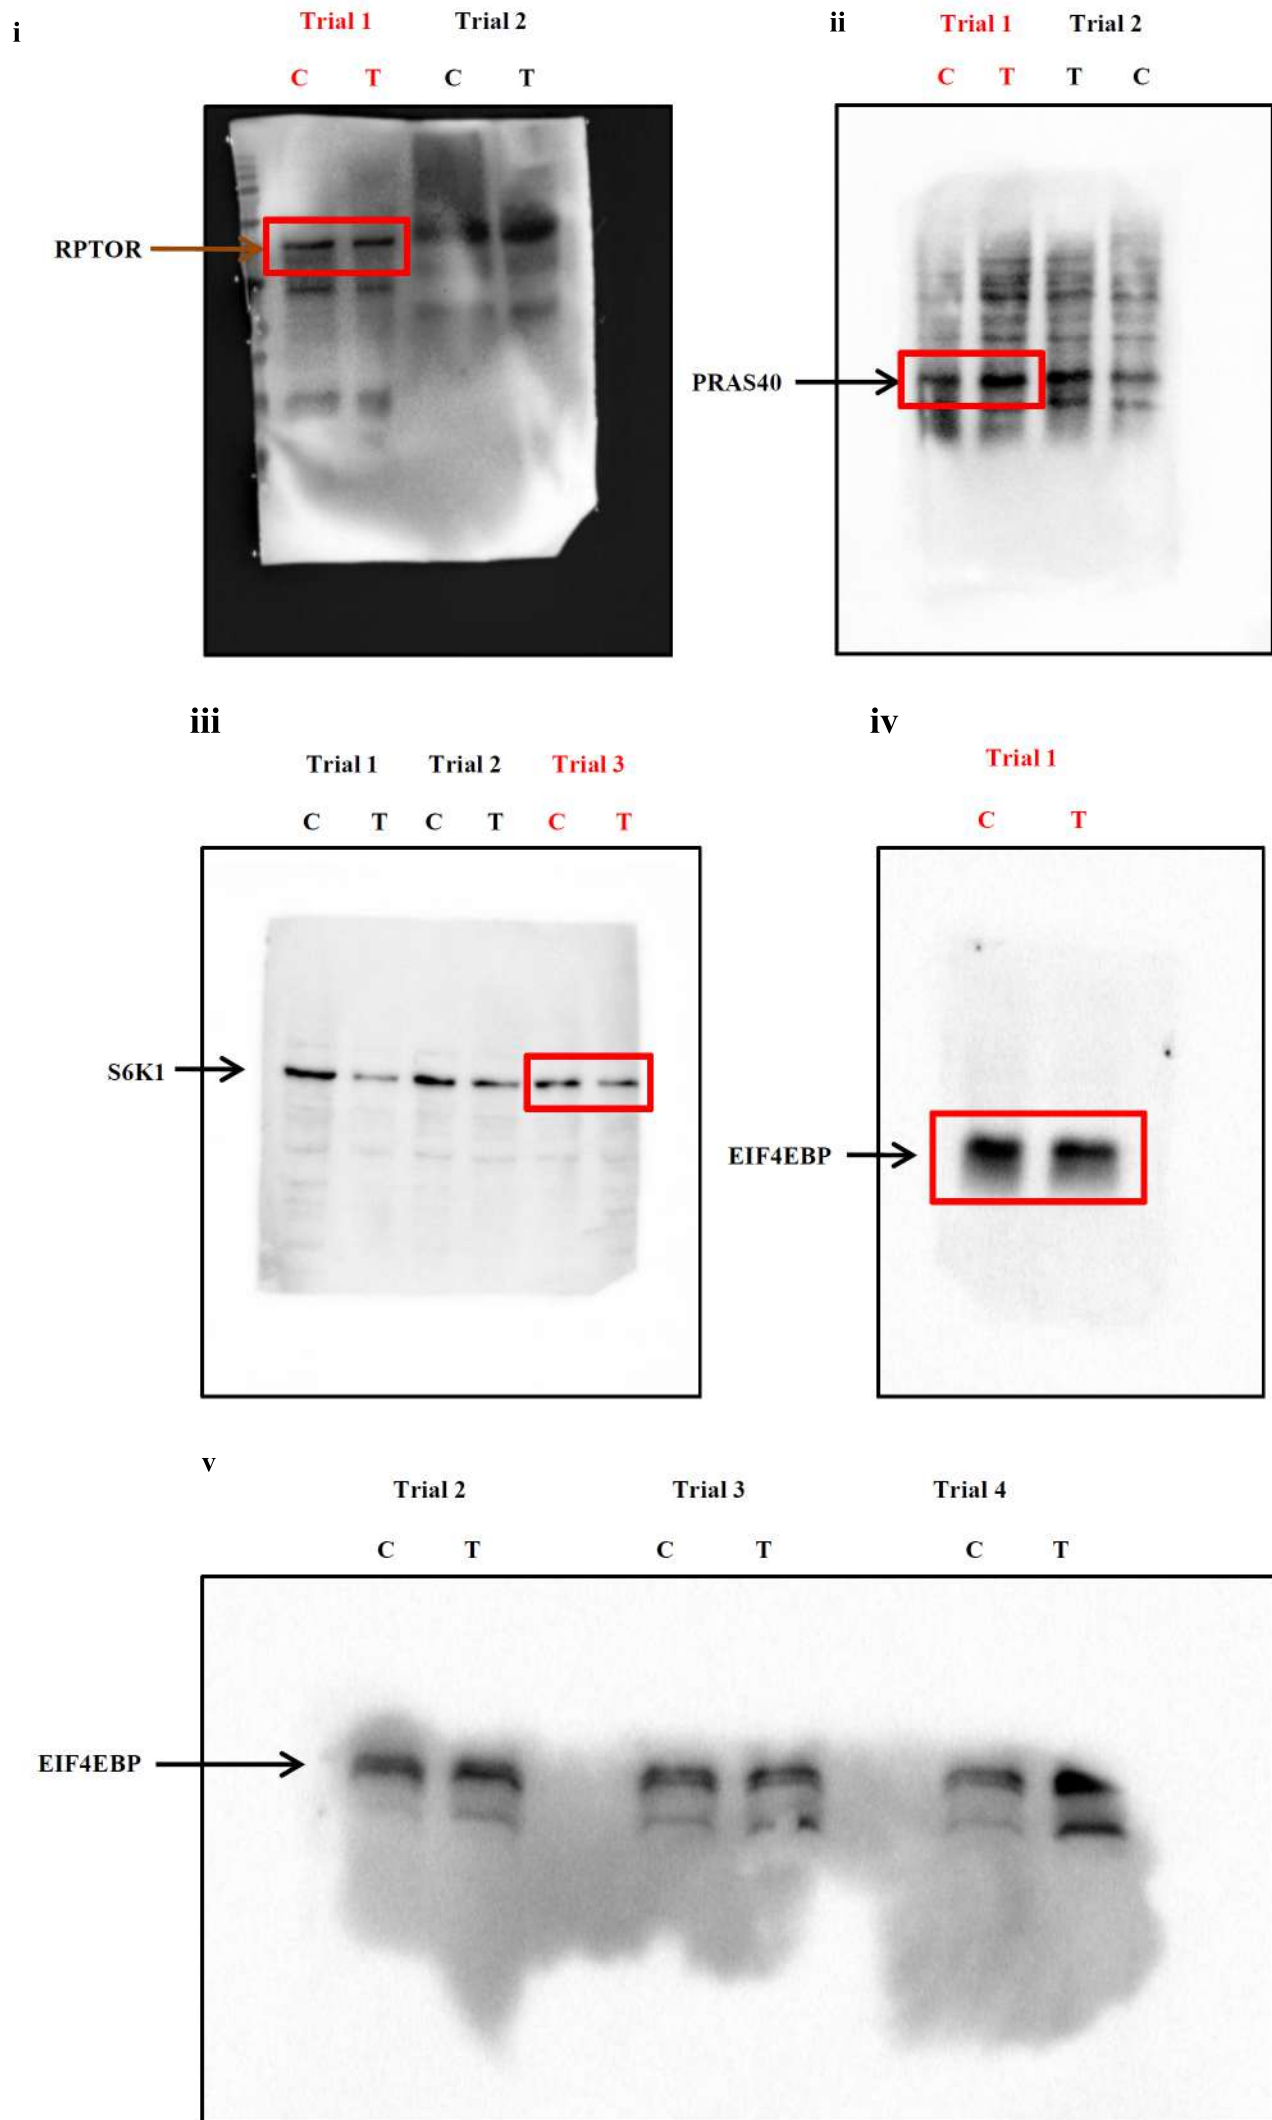 i
Trial 1 Trial 2
C T C T
RPTOR
ii
Trial 1 Trial 2
C T T C
PRAS40
iii
Trial 1 Trial 2 Trial 3
C T C T C T
S6K1
iv
Trial 1
C T
EIF4EBP
v
Trial 2 Trial 3 Trial 4
C T C T C T
EIF4EBP